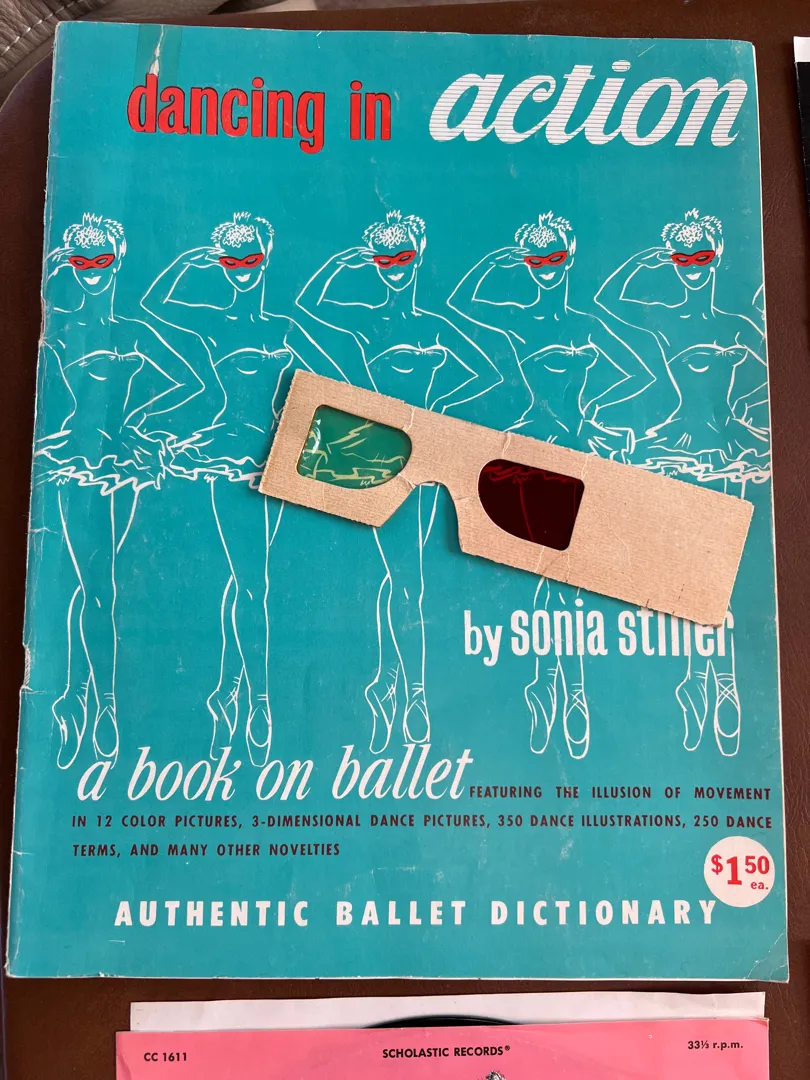 dancing in action
by sonia stiller
a book on ballet FEATURING THE ILLUSION OF MOVEMENT
IN 12 COLOR PICTURES, 3-DIMENSIONAL DANCE PICTURES, 350 DANCE ILLUSTRATIONS, 250 DANCE
TERMS, AND MANY OTHER NOVELTIES
$1.50
ea.
AUTHENTIC BALLET DICTIONARY
CC 1611 SCHOLASTIC RECORDS® 33⅓ r.p.m.